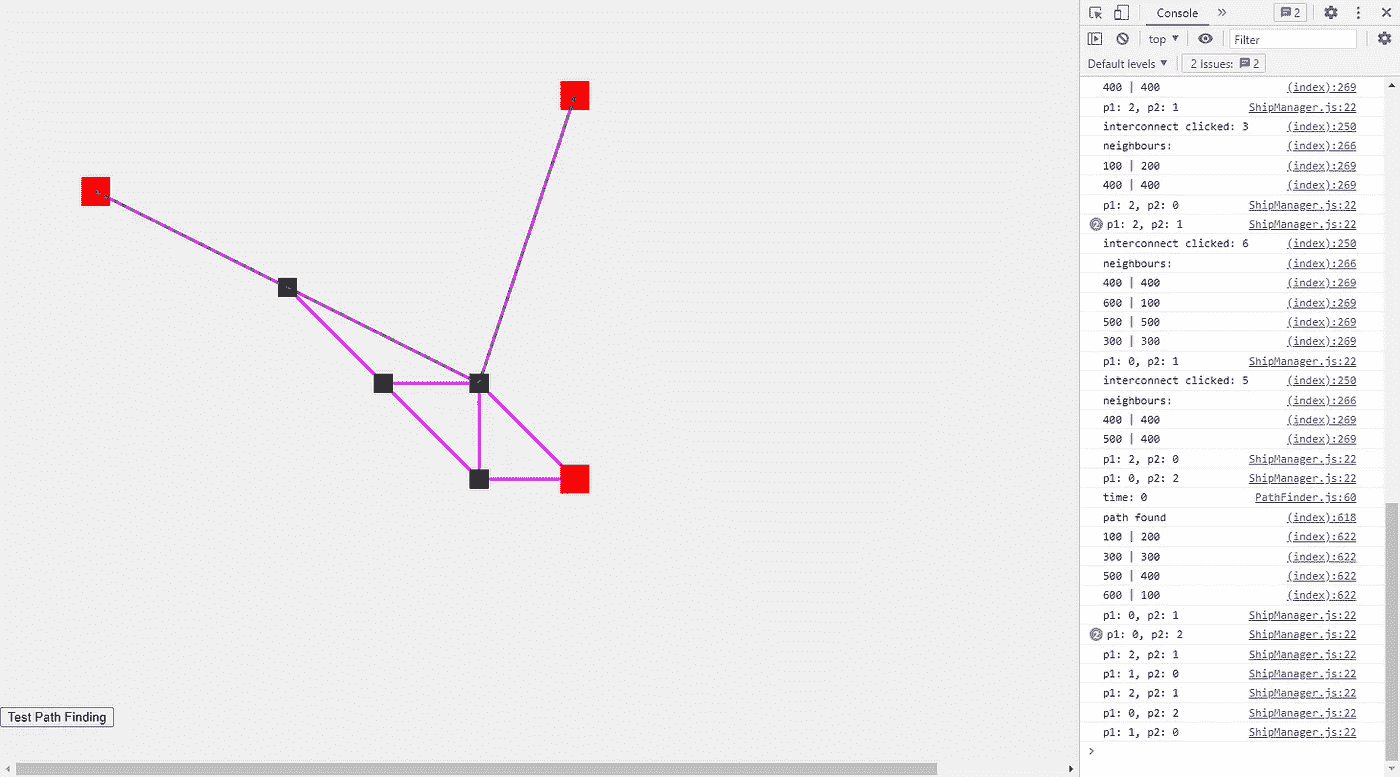 Console » 2
top ▼ Filter
Default levels ▼ 2 Issues: 2
400 | 400 (index):269
p1: 2, p2: 1 ShipManager.js:22
interconnect clicked: 3 (index):250
neighbours: (index):266
100 | 200 (index):269
400 | 400 (index):269
p1: 2, p2: 0 ShipManager.js:22
2 p1: 2, p2: 1 ShipManager.js:22
interconnect clicked: 6 (index):250
neighbours: (index):266
400 | 400 (index):269
600 | 100 (index):269
500 | 500 (index):269
300 | 300 (index):269
p1: 0, p2: 1 ShipManager.js:22
interconnect clicked: 5 (index):250
neighbours: (index):266
400 | 400 (index):269
500 | 400 (index):269
p1: 2, p2: 0 ShipManager.js:22
p1: 0, p2: 2 ShipManager.js:22
time: 0 PathFinder.js:60
path found (index):618
100 | 200 (index):622
300 | 300 (index):622
500 | 400 (index):622
600 | 100 (index):622
p1: 0, p2: 1 ShipManager.js:22
2 p1: 0, p2: 2 ShipManager.js:22
p1: 2, p2: 1 ShipManager.js:22
p1: 1, p2: 0 ShipManager.js:22
p1: 2, p2: 1 ShipManager.js:22
p1: 0, p2: 2 ShipManager.js:22
p1: 1, p2: 0 ShipManager.js:22
>
Test Path Finding